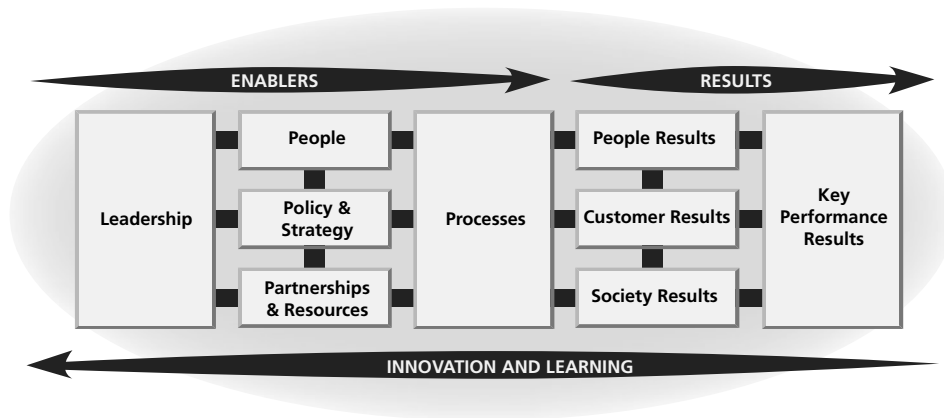 ENABLERS
RESULTS
Leadership
People
Policy &
Strategy
Partnerships
& Resources
Processes
People Results
Customer Results
Society Results
Key
Performance
Results
INNOVATION AND LEARNING